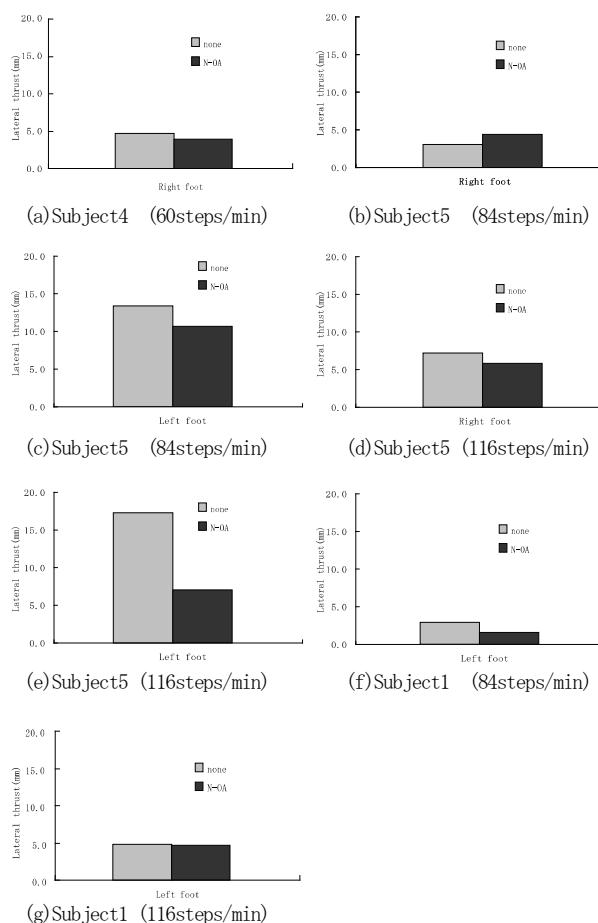 20.0
15.0
10.0
5.0
0.0
Lateral thrust(mm)
none
N-OA
Right foot
(a)Subject4 (60steps/min)
20.0
15.0
10.0
5.0
0.0
Lateral thrust(mm)
none
N-OA
Right foot
(b)Subject5 (84steps/min)
20.0
15.0
10.0
5.0
0.0
Lateral thrust(mm)
none
N-OA
Left foot
(c)Subject5 (84steps/min)
20.0
15.0
10.0
5.0
0.0
Lateral thrust(mm)
none
N-OA
Right foot
(d)Subject5 (116steps/min)
20.0
15.0
10.0
5.0
0.0
Lateral thrust(mm)
none
N-OA
Left foot
(e)Subject5 (116steps/min)
20.0
15.0
10.0
5.0
0.0
Lateral thrust(mm)
none
N-OA
Left foot
(f)Subject1 (84steps/min)
20.0
15.0
10.0
5.0
0.0
Lateral thrust(mm)
none
N-OA
Left foot
(g)Subject1 (116steps/min)